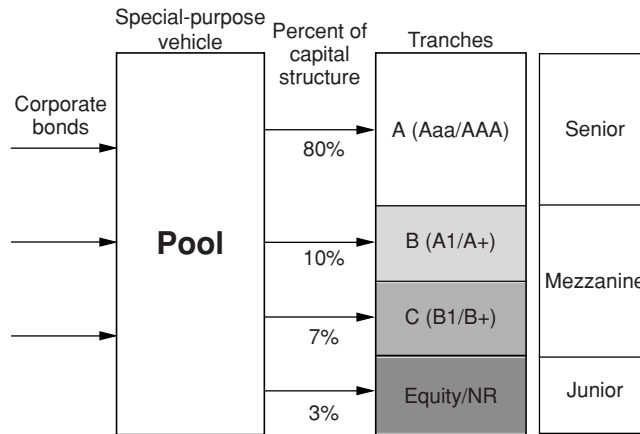 Special-purpose
vehicle
Percent of
capital
structure
Tranches
Corporate
bonds
Pool
80%
10%
7%
3%
A (Aaa/AAA)
B (A1/A+)
C (B1/B+)
Equity/NR
Senior
Mezzanine
Junior